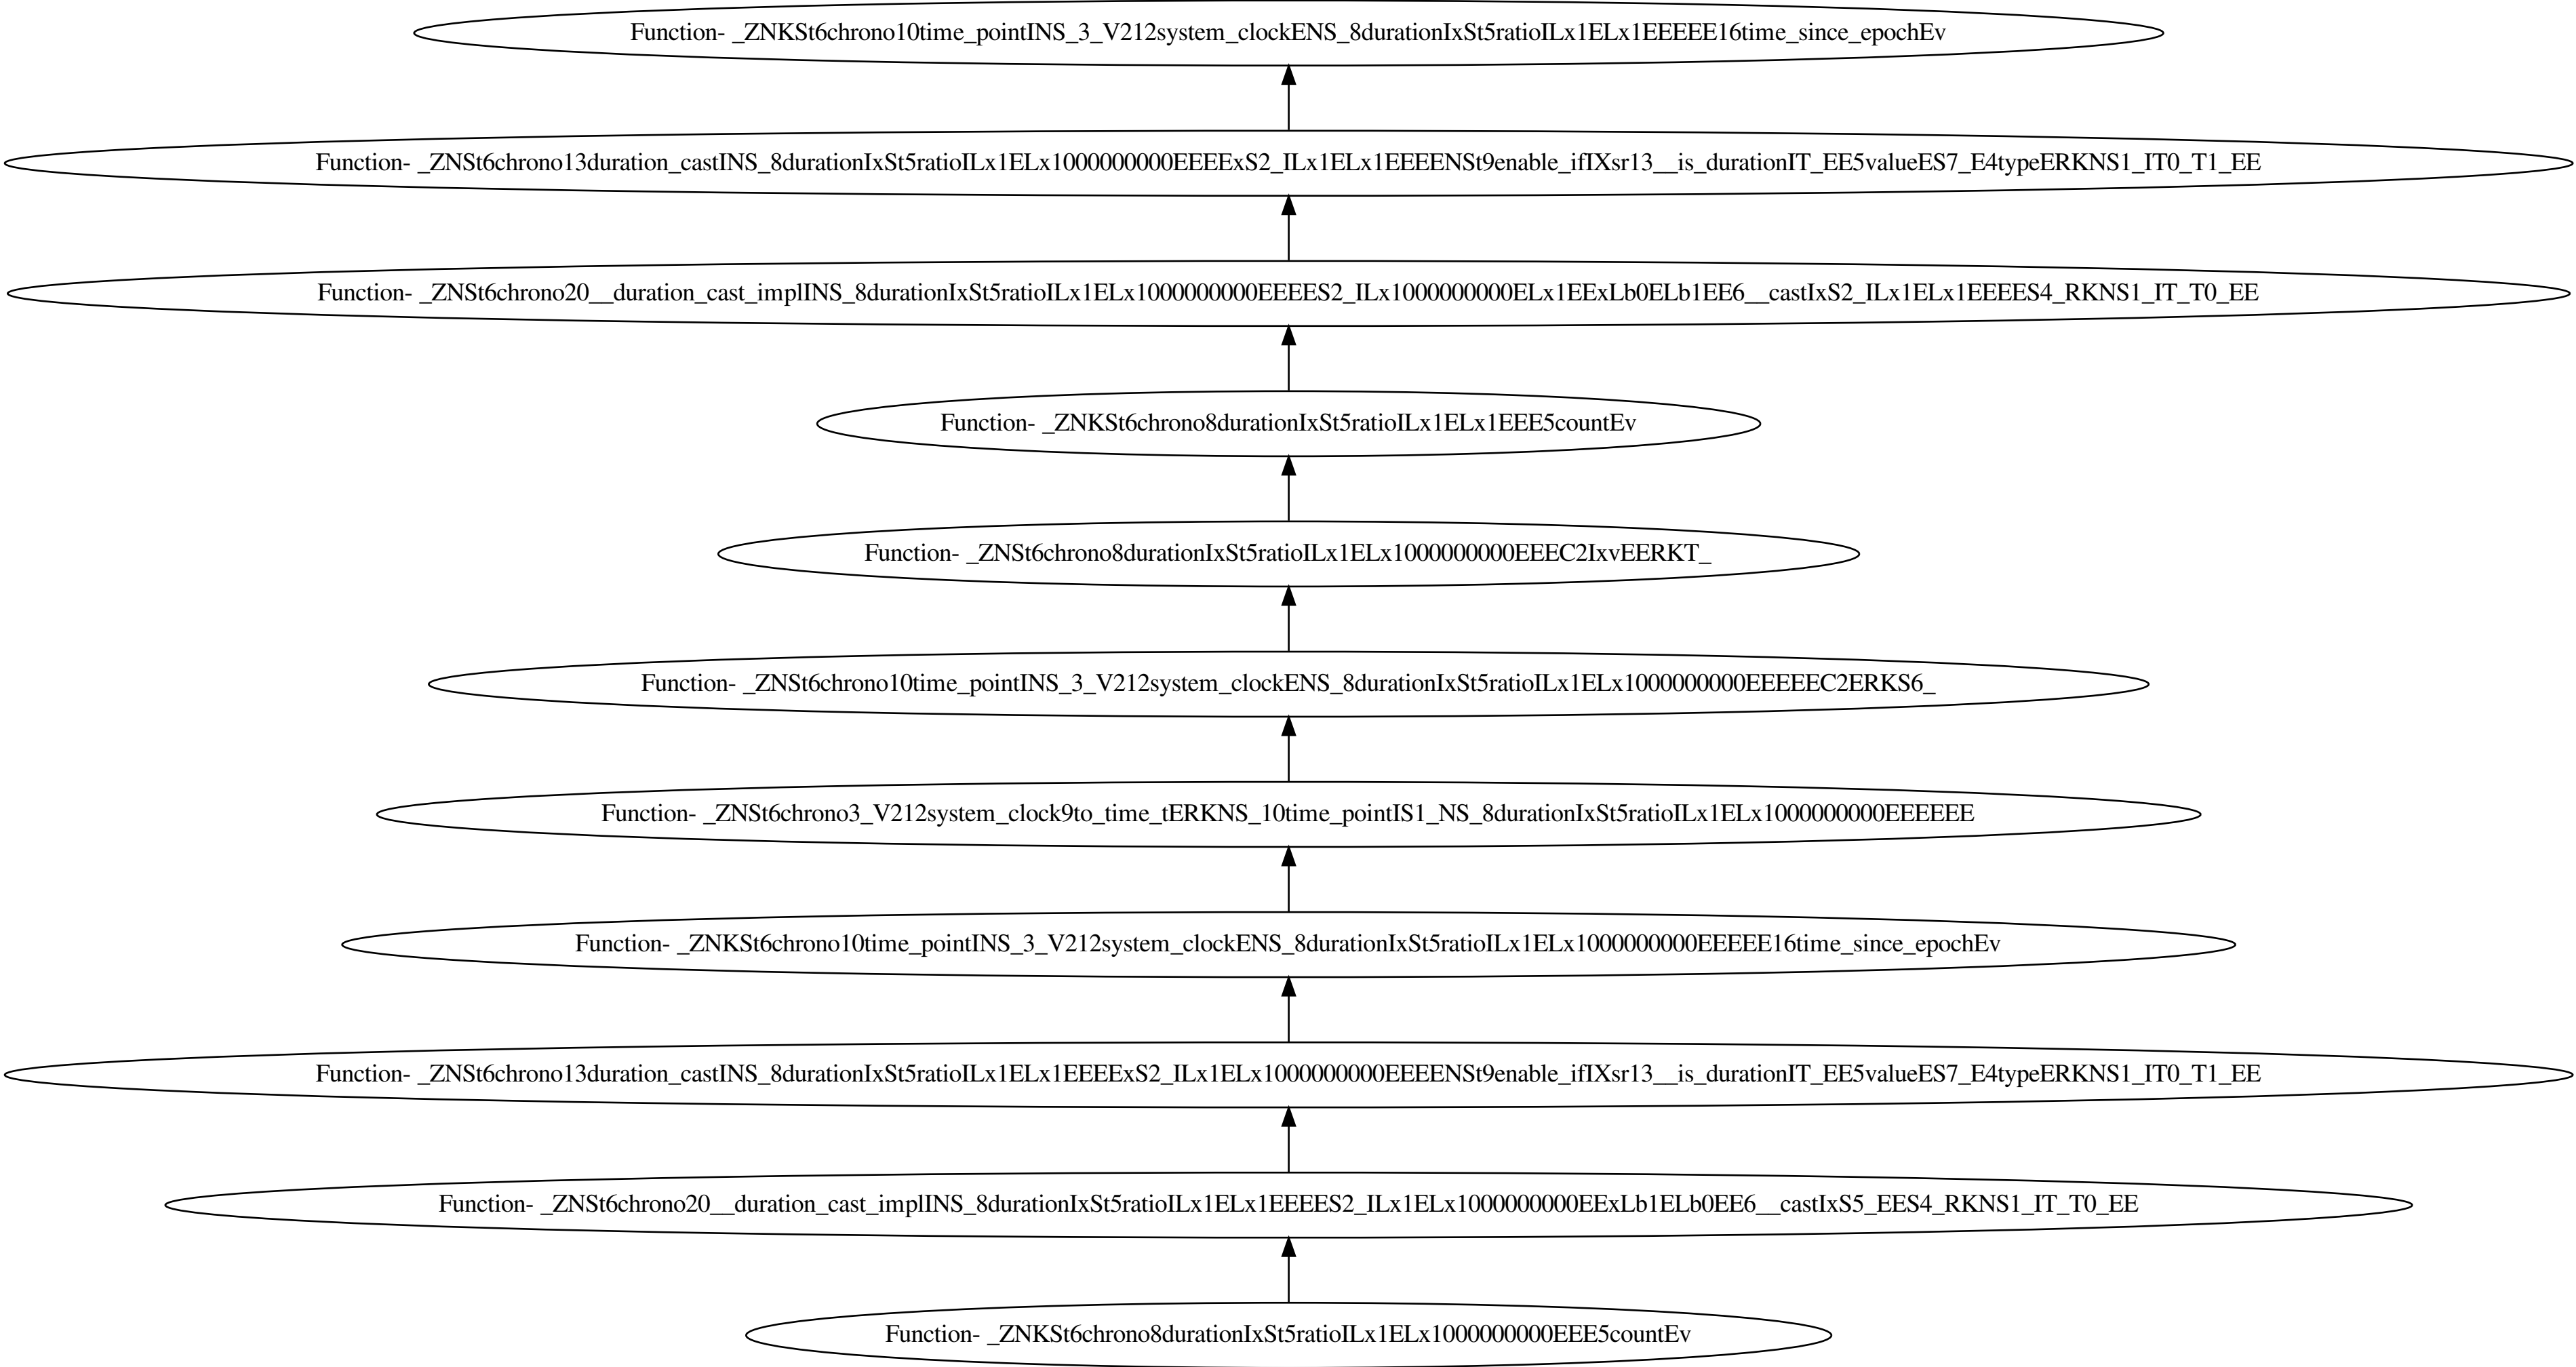 Function- _ZNKSt6chrono10time_pointINS_3_V212system_clockENS_8durationIxSt5ratioILx1ELx1EEEEE16time_since_epochEv
Function- _ZNSt6chrono13duration_castINS_8durationIxSt5ratioILx1ELx1000000000EEEExS2_ILx1ELx1EEEENSt9enable_ifIXsr13__is_durationIT_EE5valueES7_E4typeERKNS1_IT0_T1_EE
Function- _ZNSt6chrono20__duration_cast_implINS_8durationIxSt5ratioILx1ELx1000000000EEEES2_ILx1000000000ELx1EExLb0ELb1EE6__castIxS2_ILx1ELx1EEEES4_RKNS1_IT_T0_EE
Function- _ZNKSt6chrono8durationIxSt5ratioILx1ELx1EEE5countEv
Function- _ZNSt6chrono8durationIxSt5ratioILx1ELx1000000000EEEC2IxvEERKT_
Function- _ZNSt6chrono10time_pointINS_3_V212system_clockENS_8durationIxSt5ratioILx1ELx1000000000EEEEEC2ERKS6_
Function- _ZNSt6chrono3_V212system_clock9to_time_tERKNS_10time_pointIS1_NS_8durationIxSt5ratioILx1ELx1000000000EEEEEE
Function- _ZNKSt6chrono10time_pointINS_3_V212system_clockENS_8durationIxSt5ratioILx1ELx1000000000EEEEE16time_since_epochEv
Function- _ZNSt6chrono13duration_castINS_8durationIxSt5ratioILx1ELx1EEEExS2_ILx1ELx1000000000EEEENSt9enable_ifIXsr13__is_durationIT_EE5valueES7_E4typeERKNS1_IT0_T1_EE
Function- _ZNSt6chrono20__duration_cast_implINS_8durationIxSt5ratioILx1ELx1EEEES2_ILx1ELx1000000000EExLb1ELb0EE6__castIxS5_EES4_RKNS1_IT_T0_EE
Function- _ZNKSt6chrono8durationIxSt5ratioILx1ELx1000000000EEE5countEv